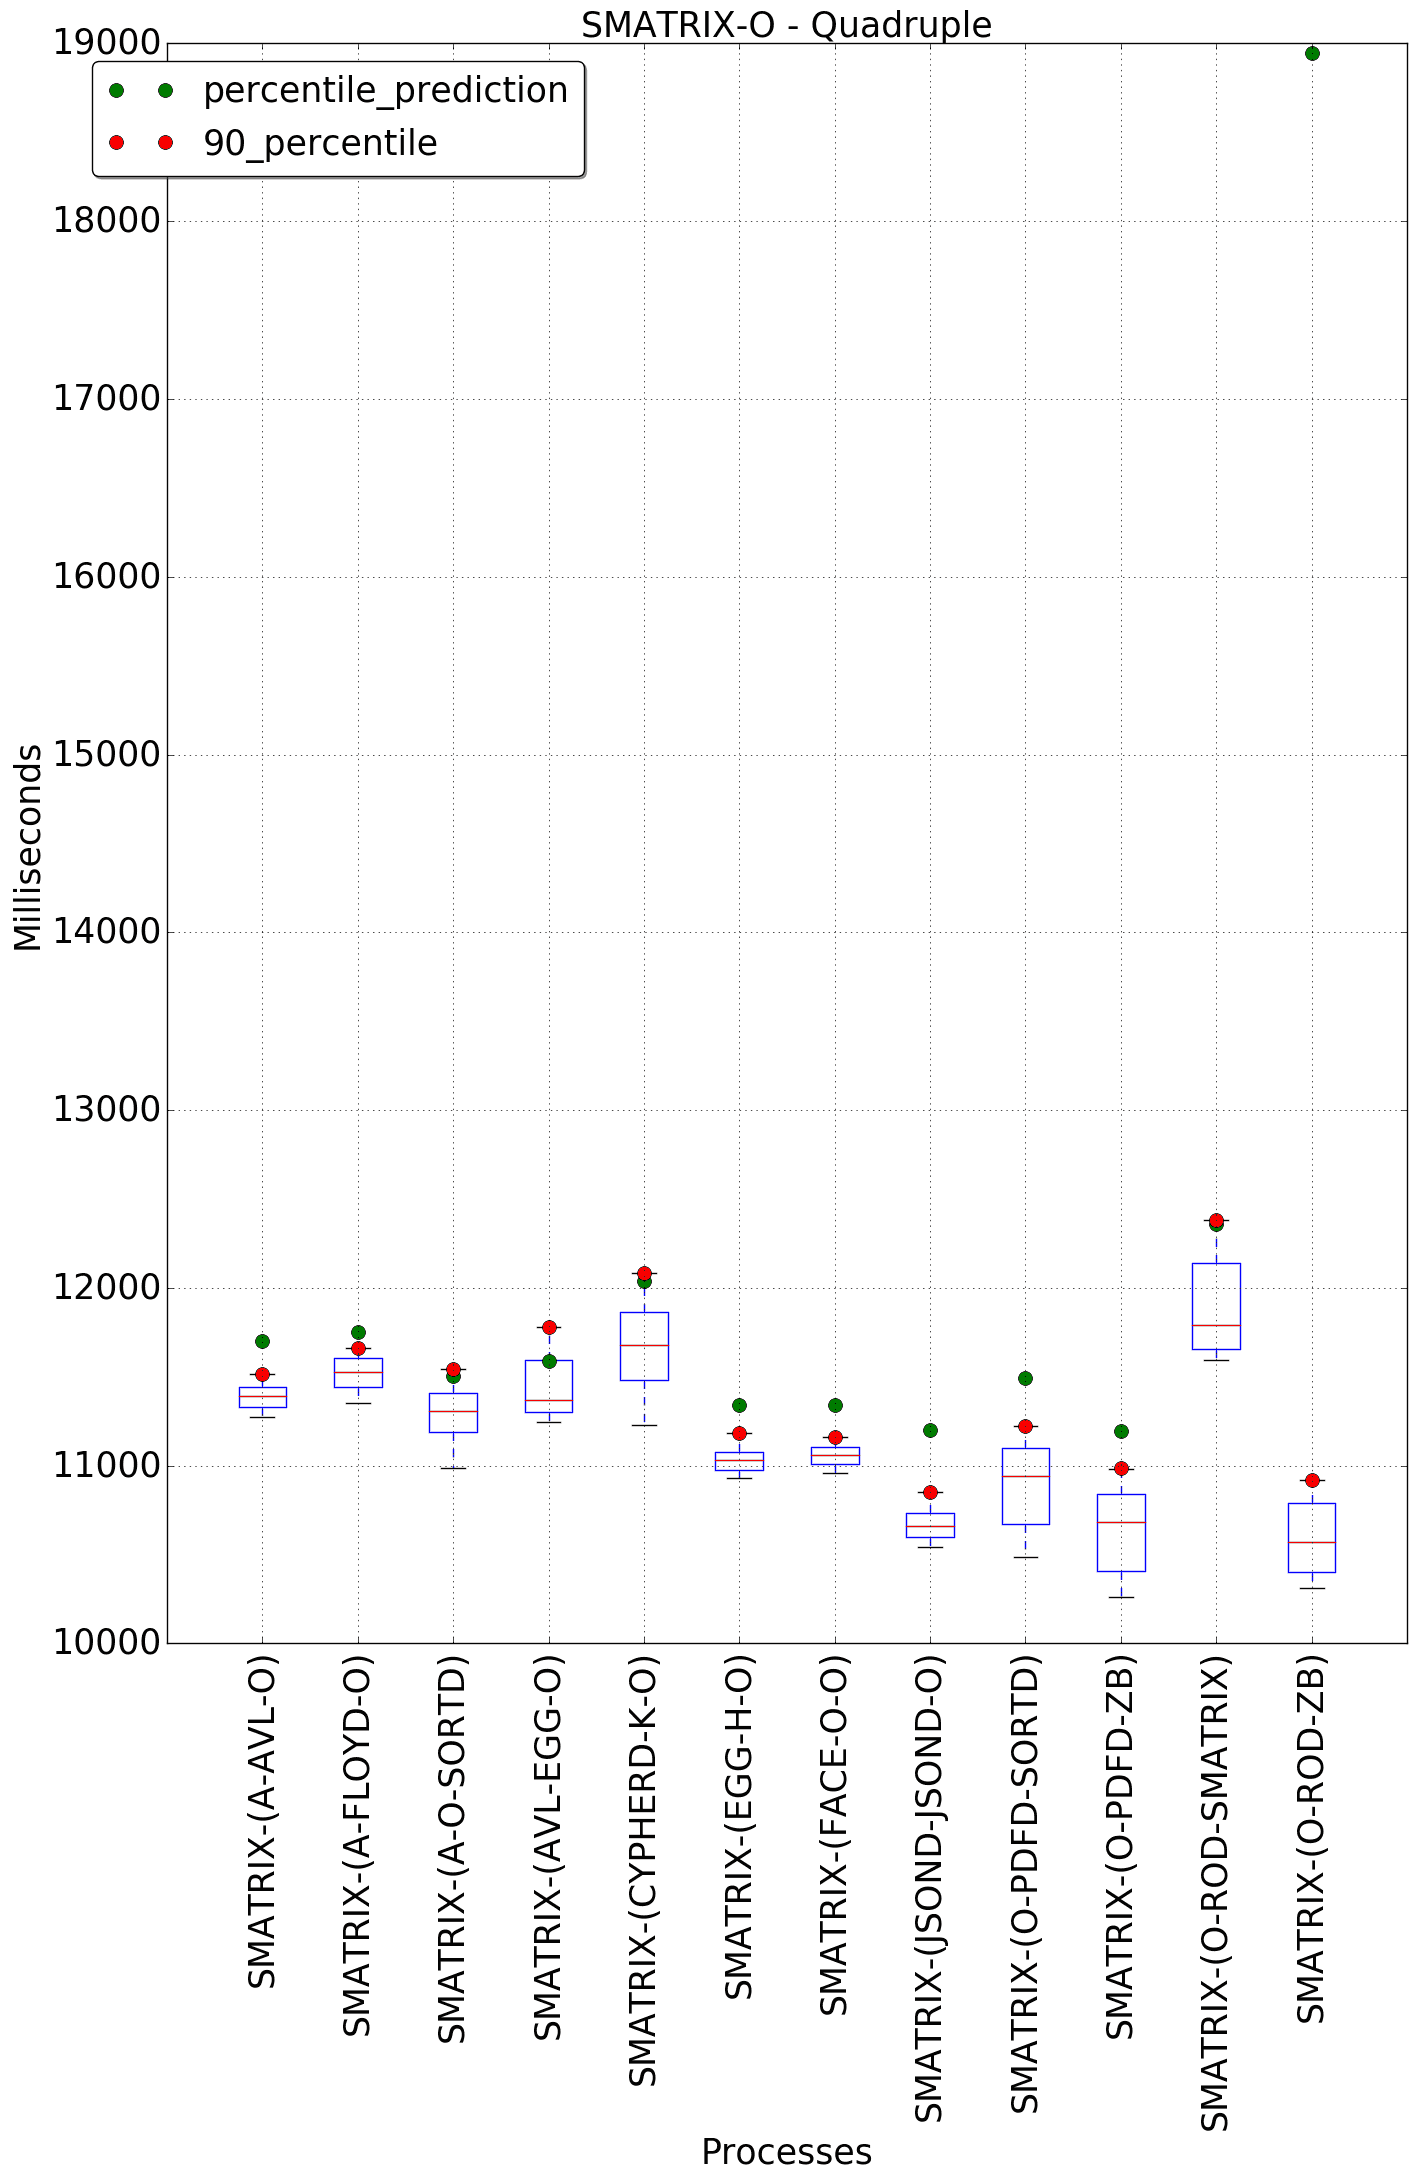 SMATRIX-O - Quadruple
percentile_prediction
90_percentile
19000
18000
17000
16000
15000
14000
13000
12000
11000
10000
Milliseconds
SMATRIX-(A-AVL-O)
SMATRIX-(A-FLOYD-O)
SMATRIX-(A-O-SORTD)
SMATRIX-(AVL-EGG-O)
SMATRIX-(CYPHERD-K-O)
SMATRIX-(EGG-H-O)
SMATRIX-(FACE-O-O)
SMATRIX-(JSOND-JSOND-O)
SMATRIX-(O-PDFD-SORTD)
SMATRIX-(O-PDFD-ZB)
SMATRIX-(O-ROD-SMATRIX)
SMATRIX-(O-ROD-ZB)
Processes